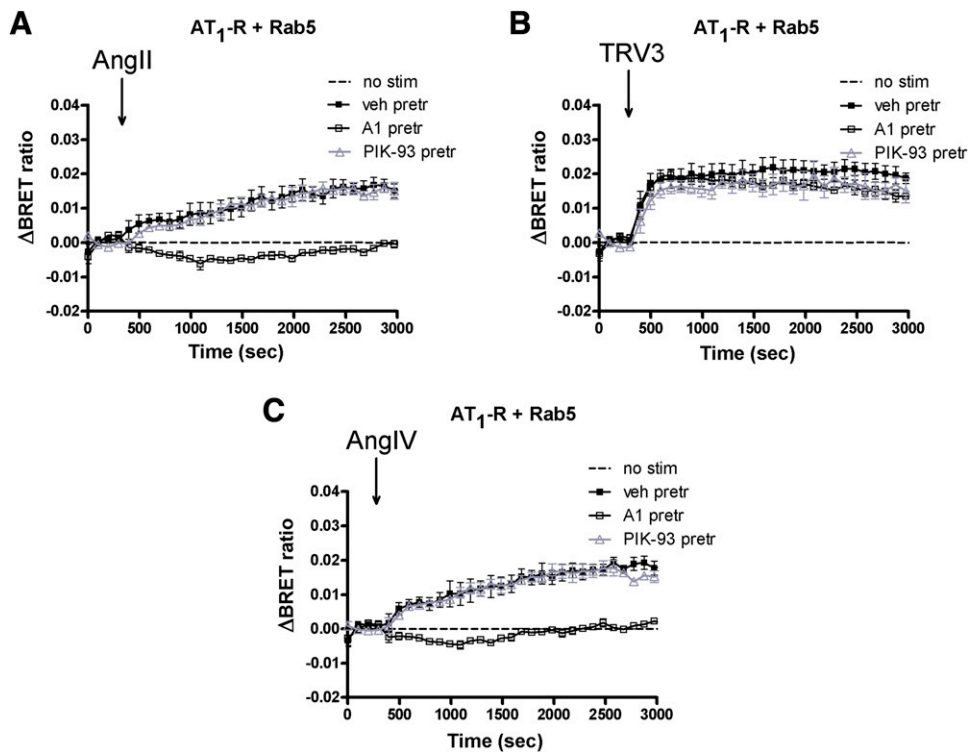 A
AT1-R + Rab5
AngII
no stim
veh pretr
A1 pretr
PIK-93 pretr
ΔBRET ratio
0.04
0.03
0.02
0.01
0.00
-0.01
-0.02
0 500 1000 1500 2000 2500 3000
Time (sec)
B
AT1-R + Rab5
TRV3
no stim
veh pretr
A1 pretr
PIK-93 pretr
ΔBRET ratio
0.04
0.03
0.02
0.01
0.00
-0.01
-0.02
0 500 1000 1500 2000 2500 3000
Time (sec)
C
AT1-R + Rab5
AngIV
no stim
veh pretr
A1 pretr
PIK-93 pretr
ΔBRET ratio
0.04
0.03
0.02
0.01
0.00
-0.01
-0.02
0 500 1000 1500 2000 2500 3000
Time (sec)